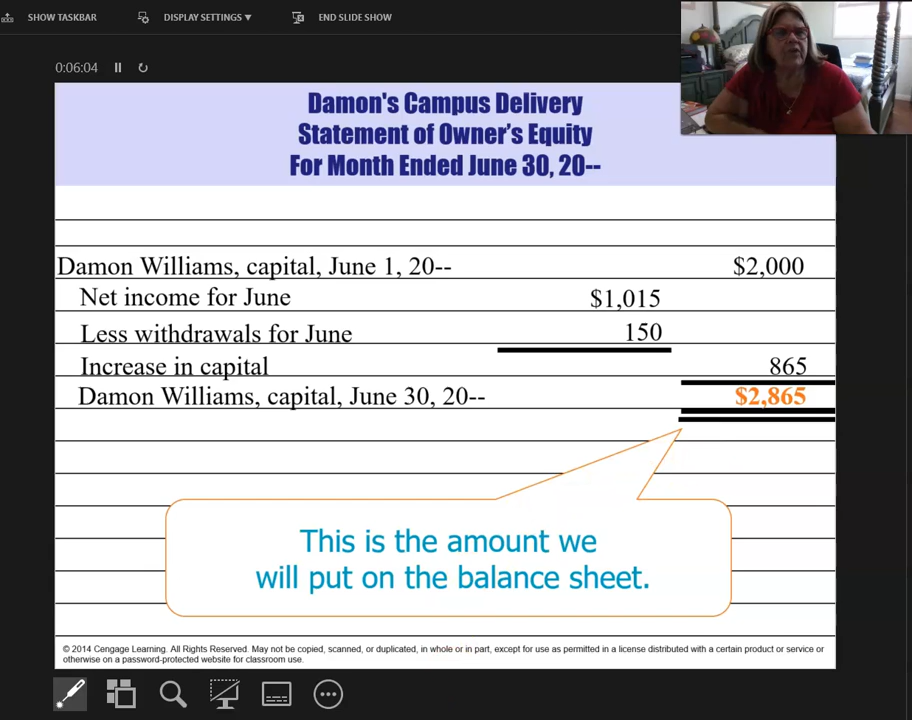 SHOW TASKBAR
DISPLAY SETTINGS ▾
END SLIDE SHOW
0:06:04
Damon's Campus Delivery
Statement of Owner's Equity
For Month Ended June 30, 20--
Damon Williams, capital, June 1, 20-- $2,000
Net income for June $1,015
Less withdrawals for June 150
Increase in capital 865
Damon Williams, capital, June 30, 20-- $2,865
This is the amount we
will put on the balance sheet.
© 2014 Cengage Learning. All Rights Reserved. May not be copied, scanned, or duplicated, in whole or in part, except for use as permitted in a license distributed with a certain product or service or
otherwise on a password-protected website for classroom use.